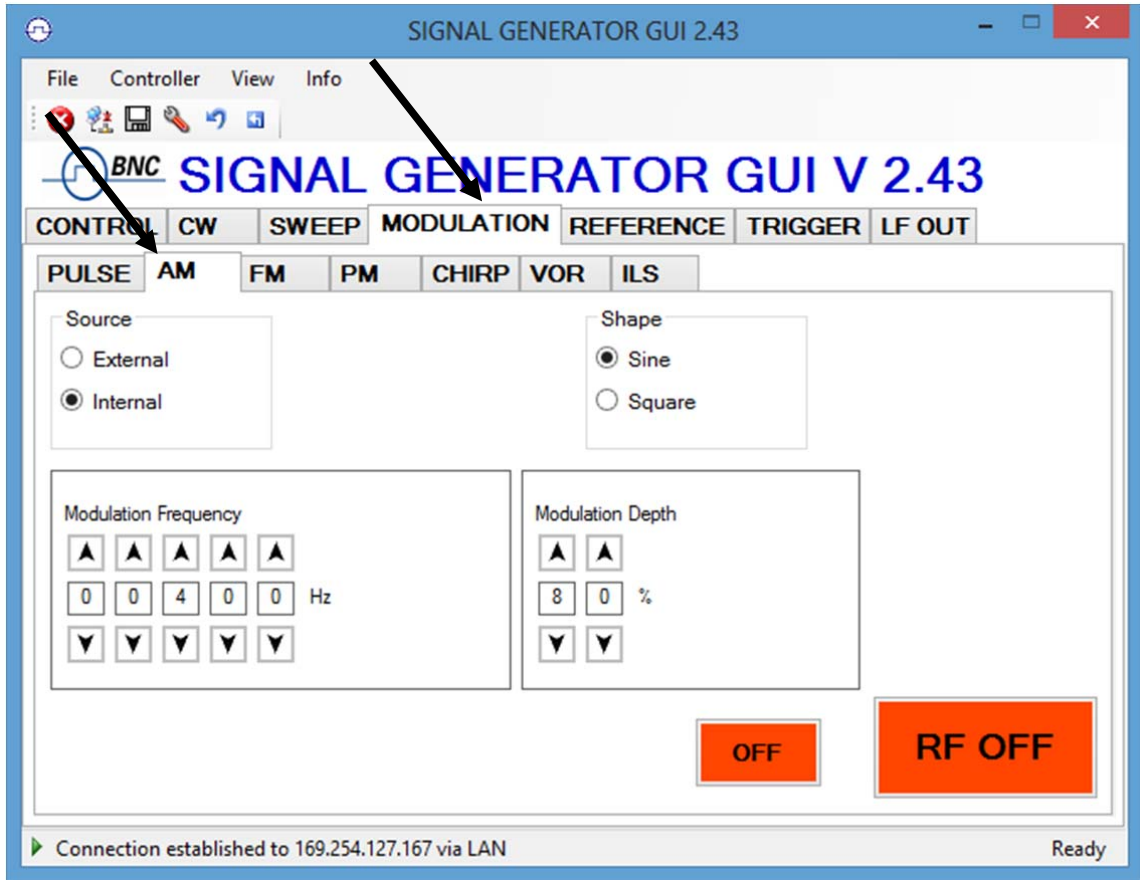 SIGNAL GENERATOR GUI 2.43
File Controller View Info
BNC SIGNAL GENERATOR GUI V 2.43
CONTROL CW SWEEP MODULATION REFERENCE TRIGGER LF OUT
PULSE AM FM PM CHIRP VOR ILS
Source Shape
External Sine
Internal Square
Modulation Frequency Modulation Depth
0 0 4 0 0 Hz 8 0 %
OFF RF OFF
Connection established to 169.254.127.167 via LAN Ready